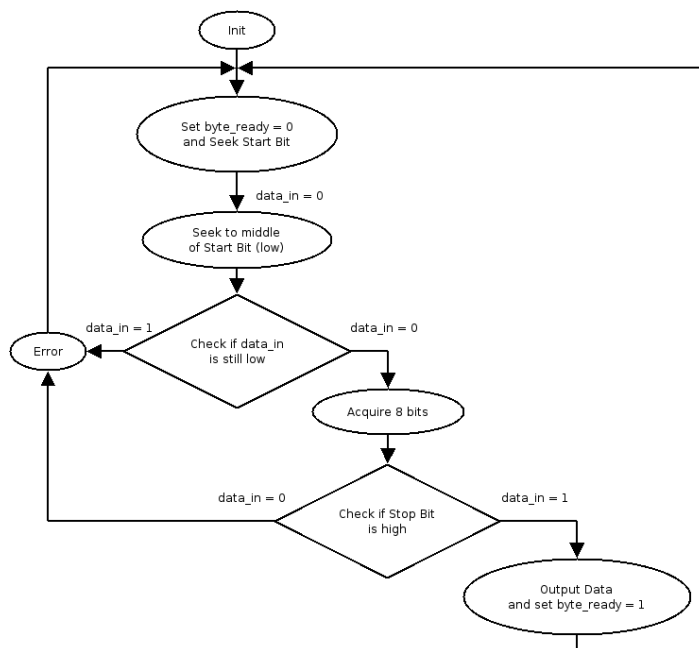 Init
Set byte_ready = 0
and Seek Start Bit
data_in = 0
Seek to middle
of Start Bit (low)
data_in = 1
data_in = 0
Error
Check if data_in
is still low
Acquire 8 bits
data_in = 0
data_in = 1
Check if Stop Bit
is high
Output Data
and set byte_ready = 1